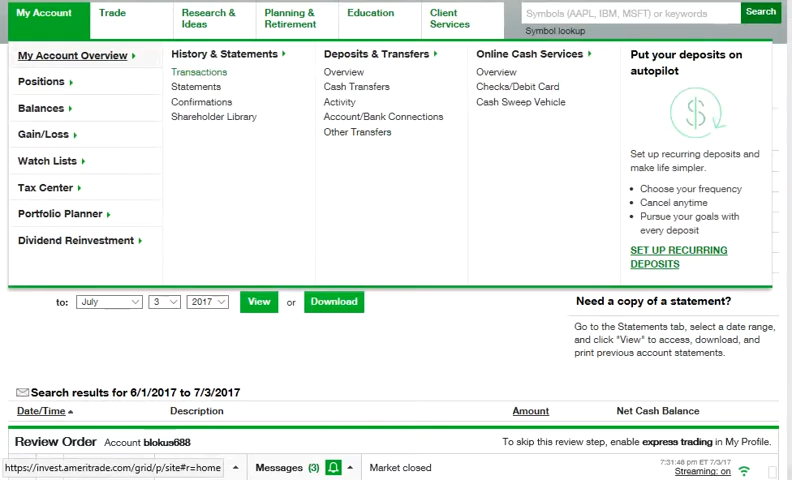 My Account
Trade
Research &
Ideas
Planning &
Retirement
Education
Client
Services
Symbols (AAPL, IBM, MSFT) or keywords
Search
Symbol lookup
My Account Overview
Positions
Balances
Gain/Loss
Watch Lists
Tax Center
Portfolio Planner
Dividend Reinvestment
History & Statements
Transactions
Statements
Confirmations
Shareholder Library
Deposits & Transfers
Overview
Cash Transfers
Activity
Account/Bank Connections
Other Transfers
Online Cash Services
Overview
Checks/Debit Card
Cash Sweep Vehicle
Put your deposits on
autopilot
$
Set up recurring deposits and
make life simpler.
• Choose your frequency
• Cancel anytime
• Pursue your goals with
every deposit
SET UP RECURRING
DEPOSITS
to: July 3 2017 View or Download
Need a copy of a statement?
Go to the Statements tab, select a date range,
and click "View" to access, download, and
print previous account statements.
Search results for 6/1/2017 to 7/3/2017
Date/Time Description Amount Net Cash Balance
Review Order Account blokus688
To skip this review step, enable express trading in My Profile.
https://invest.ameritrade.com/grid/p/site#r=home
Messages (3)
Market closed
7:31:46 pm ET 7/3/17
Streaming: on